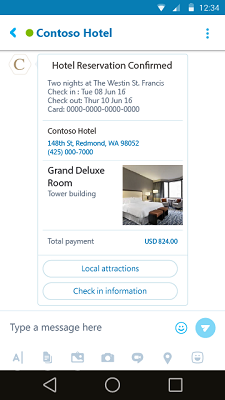 12:34
Contoso Hotel
C
Hotel Reservation Confirmed
Two nights at The Westin St. Francis
Check in : Tue 08 Jun 16
Check out: Thur 10 Jun 16
Card: 0000-0000-0000-0000
Contoso Hotel
148th St, Redmond, WA 98052
(425) 000-7000
Grand Deluxe
Room
Tower building
Total payment USD 824.00
Local attractions
Check in information
Type a message here
A